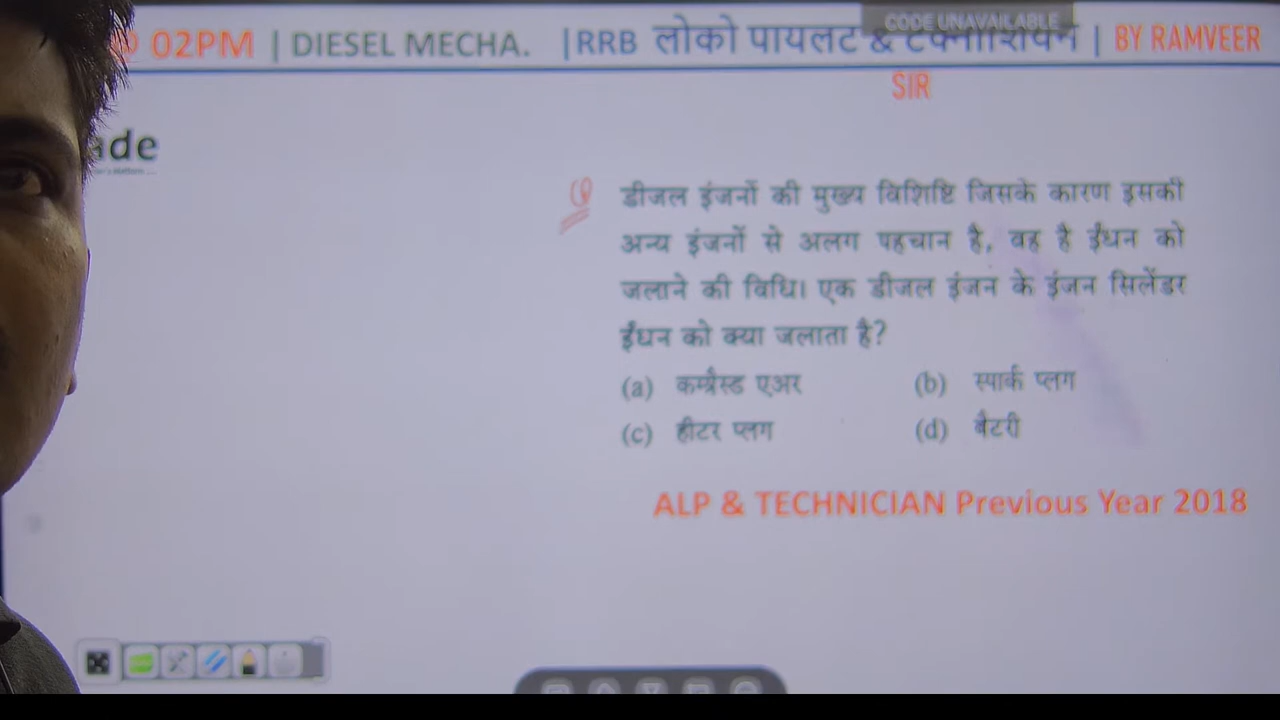 02PM | DIESEL MECHA. |RRB लोको पायलट & टेक्नीशियन | BY RAMVEER
CODE UNAVAILABLE
SIR
ade
Q डीजल इंजनों की मुख्य विशिष्टि जिसके कारण इसकी
अन्य इंजनों से अलग पहचान है, वह है ईंधन को
जलाने की विधि। एक डीजल इंजन के इंजन सिलेंडर
ईंधन को क्या जलाता है?
(a) कम्प्रैस्ड एअर (b) स्पार्क प्लग
(c) हीटर प्लग (d) बैटरी
ALP & TECHNICIAN Previous Year 2018